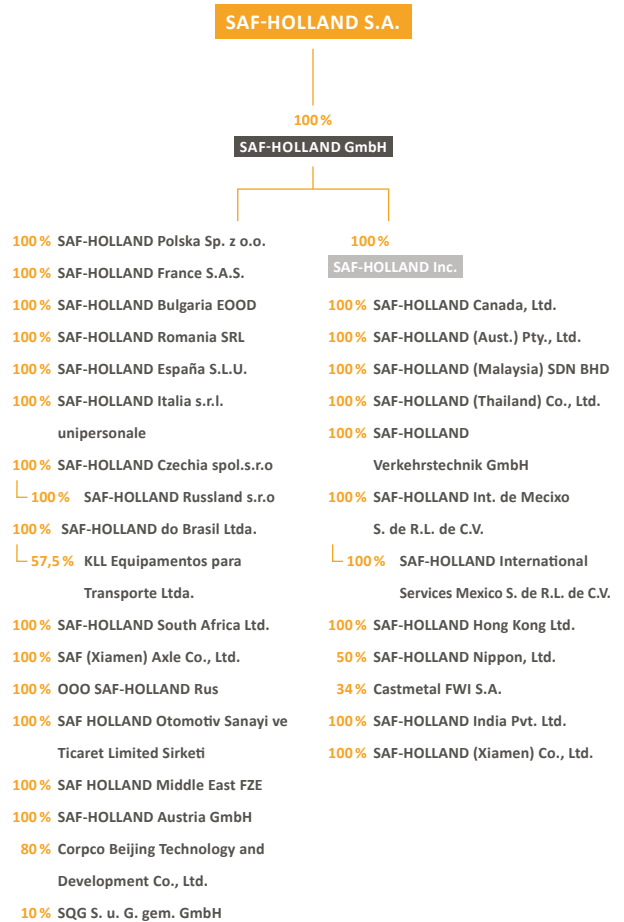 SAF-HOLLAND S.A.
100 %
SAF-HOLLAND GmbH
100 % SAF-HOLLAND Polska Sp. z o.o.
100 % SAF-HOLLAND France S.A.S.
100 % SAF-HOLLAND Bulgaria EOOD
100 % SAF-HOLLAND Romania SRL
100 % SAF-HOLLAND España S.L.U.
100 % SAF-HOLLAND Italia s.r.l.
unipersonale
100 % SAF-HOLLAND Czechia spol.s.r.o
100 % SAF-HOLLAND Russland s.r.o
100 % SAF-HOLLAND do Brasil Ltda.
57,5 % KLL Equipamentos para
Transporte Ltda.
100 % SAF-HOLLAND South Africa Ltd.
100 % SAF (Xiamen) Axle Co., Ltd.
100 % OOO SAF-HOLLAND Rus
100 % SAF HOLLAND Otomotiv Sanayi ve
Ticaret Limited Sirketi
100 % SAF HOLLAND Middle East FZE
100 % SAF-HOLLAND Austria GmbH
80 % Corpco Beijing Technology and
Development Co., Ltd.
10 % SQG S. u. G. gem. GmbH
100 %
SAF-HOLLAND Inc.
100 % SAF-HOLLAND Canada, Ltd.
100 % SAF-HOLLAND (Aust.) Pty., Ltd.
100 % SAF-HOLLAND (Malaysia) SDN BHD
100 % SAF-HOLLAND (Thailand) Co., Ltd.
100 % SAF-HOLLAND
Verkehrstechnik GmbH
100 % SAF-HOLLAND Int. de Mecixo
S. de R.L. de C.V.
100 % SAF-HOLLAND International
Services Mexico S. de R.L. de C.V.
100 % SAF-HOLLAND Hong Kong Ltd.
50 % SAF-HOLLAND Nippon, Ltd.
34 % Castmetal FWI S.A.
100 % SAF-HOLLAND India Pvt. Ltd.
100 % SAF-HOLLAND (Xiamen) Co., Ltd.